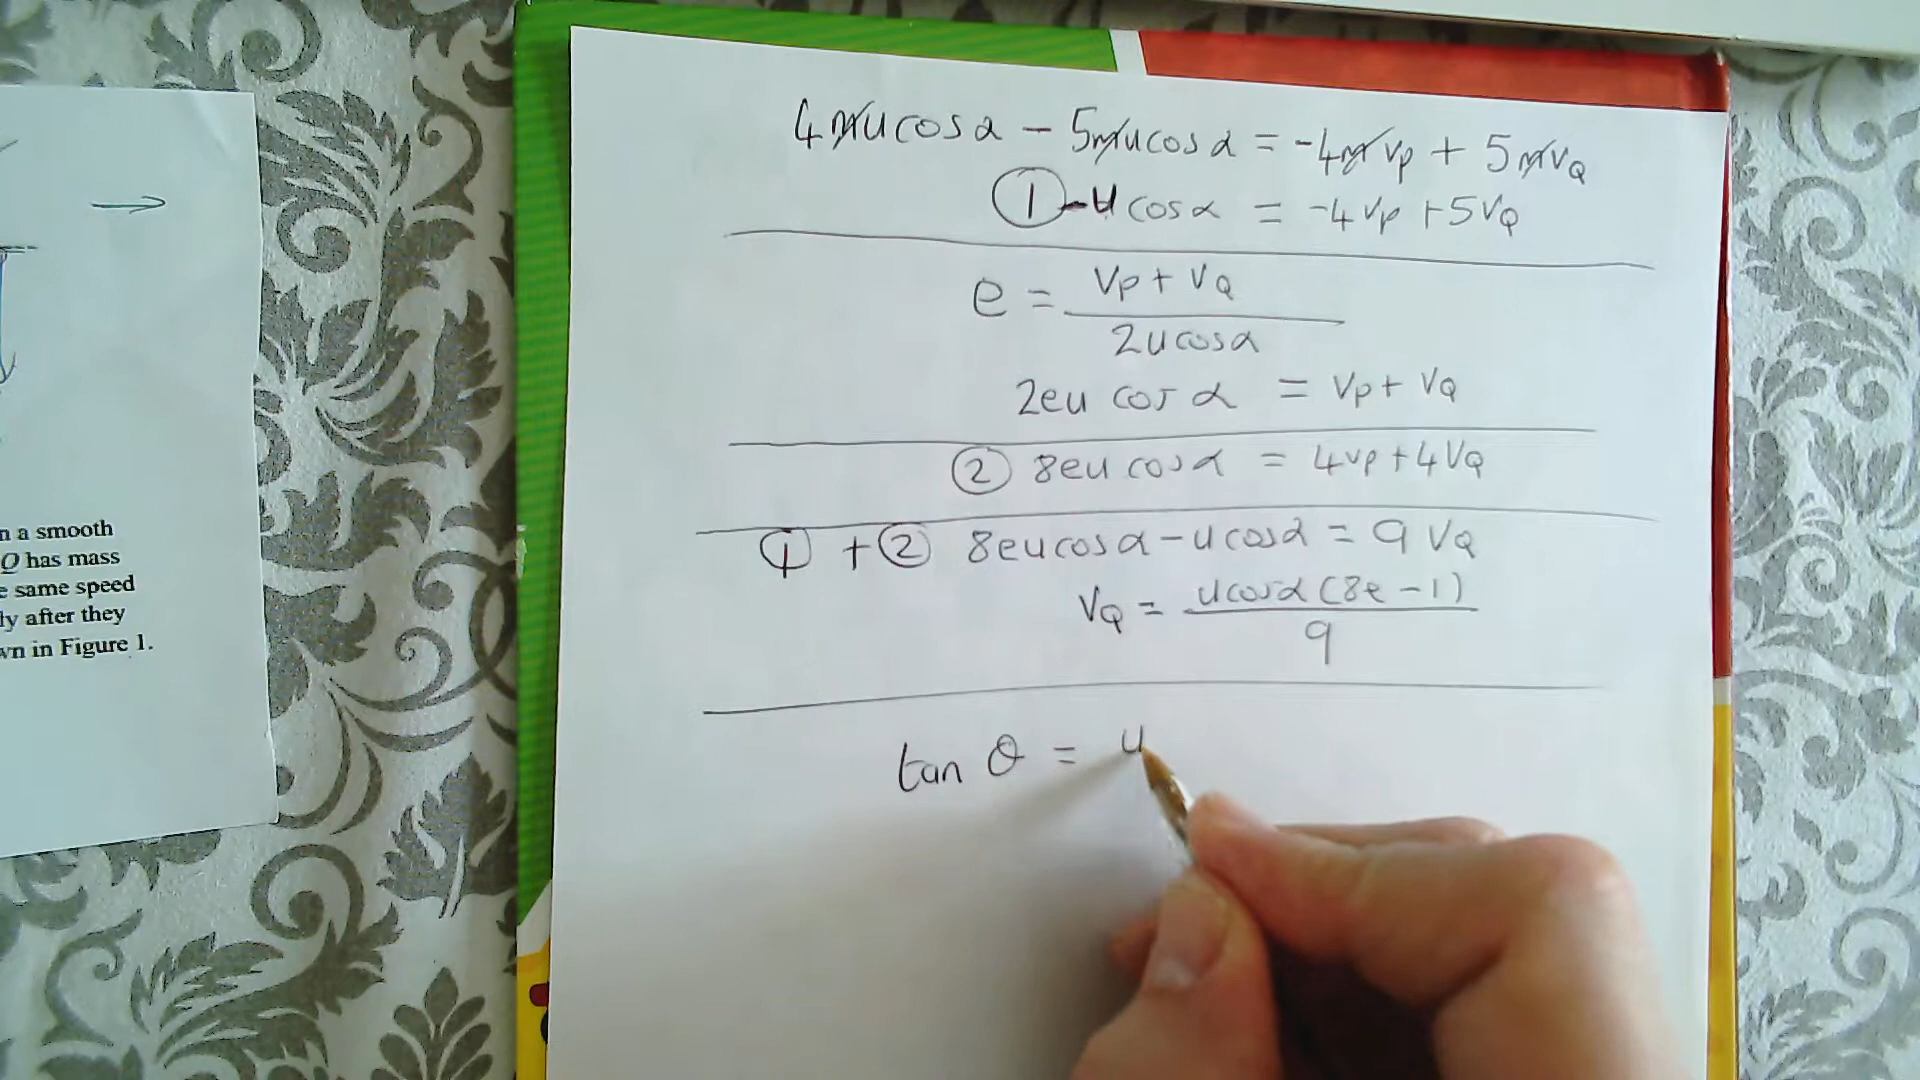 n a smooth
Q has mass
e same speed
ly after they
wn in Figure 1.
4mucosα - 5mucosα = -4mvp + 5mvQ
① -ucosα = -4vp + 5vQ
e = vp + vQ / 2ucosα
2eu cosα = vp + vQ
② 8eu cosα = 4vp + 4vQ
① + ② 8eucosα - ucosα = 9vQ
vQ = ucosα(8e - 1) / 9
tan θ = u